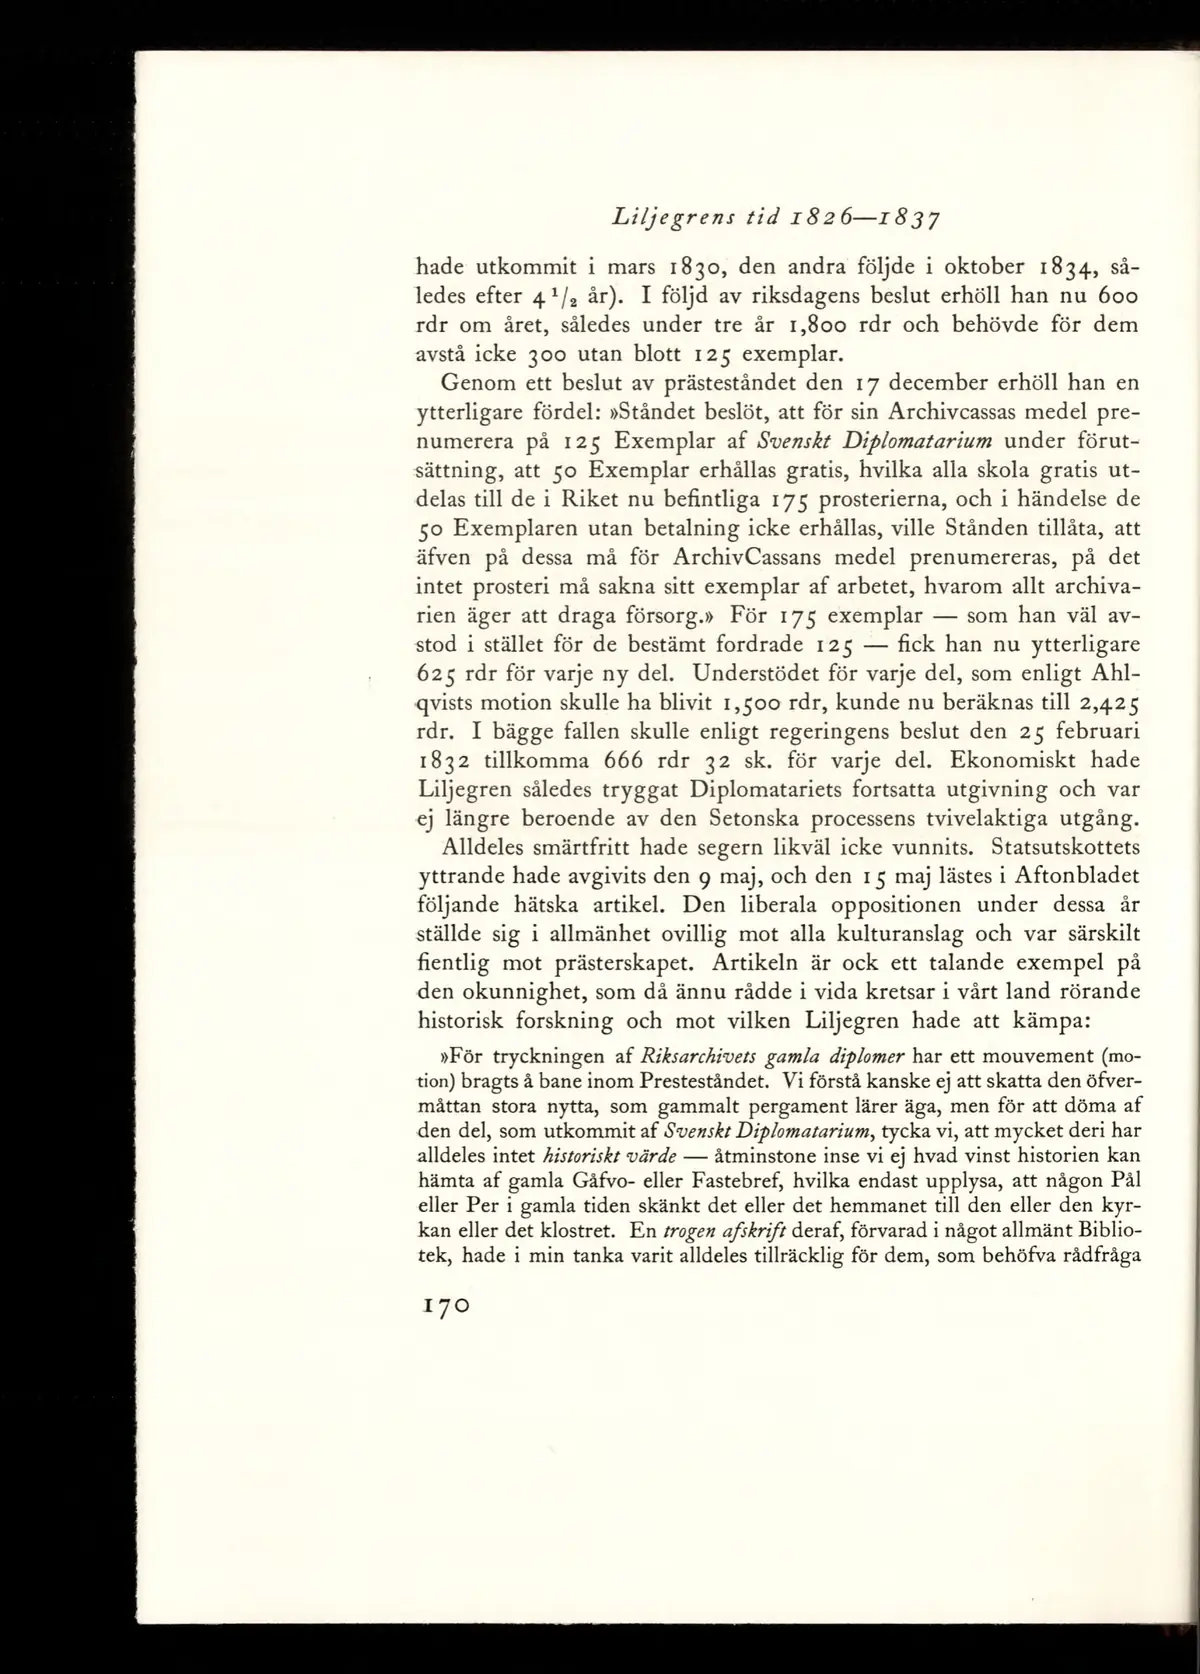 Liljegrens tid 1826—1837
hade utkommit i mars 1830, den andra följde i oktober 1834, så-
ledes efter 4 1/2 år). I följd av riksdagens beslut erhöll han nu 600
rdr om året, således under tre år 1,800 rdr och behövde för dem
avstå icke 300 utan blott 125 exemplar.
Genom ett beslut av prästeståndet den 17 december erhöll han en
ytterligare fördel: »Ståndet beslöt, att för sin Archivcassas medel pre-
numerera på 125 Exemplar af Svenskt Diplomatarium under förut-
sättning, att 50 Exemplar erhållas gratis, hvilka alla skola gratis ut-
delas till de i Riket nu befintliga 175 prosterierna, och i händelse de
50 Exemplaren utan betalning icke erhållas, ville Stånden tillåta, att
äfven på dessa må för ArchivCassans medel prenumereras, på det
intet prosteri må sakna sitt exemplar af arbetet, hvarom allt archiva-
rien äger att draga försorg.» För 175 exemplar — som han väl av-
stod i stället för de bestämt fordrade 125 — fick han nu ytterligare
625 rdr för varje ny del. Understödet för varje del, som enligt Ahl-
qvists motion skulle ha blivit 1,500 rdr, kunde nu beräknas till 2,425
rdr. I bägge fallen skulle enligt regeringens beslut den 25 februari
1832 tillkomma 666 rdr 32 sk. för varje del. Ekonomiskt hade
Liljegren således tryggat Diplomatariets fortsatta utgivning och var
ej längre beroende av den Setonska processens tvivelaktiga utgång.
Alldeles smärtfritt hade segern likväl icke vunnits. Statsutskottets
yttrande hade avgivits den 9 maj, och den 15 maj lästes i Aftonbladet
följande hätska artikel. Den liberala oppositionen under dessa år
ställde sig i allmänhet ovillig mot alla kulturanslag och var särskilt
fientlig mot prästerskapet. Artikeln är ock ett talande exempel på
den okunnighet, som då ännu rådde i vida kretsar i vårt land rörande
historisk forskning och mot vilken Liljegren hade att kämpa:
»För tryckningen af Riksarchivets gamla diplomer har ett mouvement (mo-
tion) bragts å bane inom Presteståndet. Vi förstå kanske ej att skatta den öfver-
måttan stora nytta, som gammalt pergament lärer äga, men för att döma af
den del, som utkommit af Svenskt Diplomatarium, tycka vi, att mycket deri har
alldeles intet historiskt värde — åtminstone inse vi ej hvad vinst historien kan
hämta af gamla Gåfvo- eller Fastebref, hvilka endast upplysa, att någon Pål
eller Per i gamla tiden skänkt det eller det hemmanet till den eller den kyr-
kan eller det klostret. En trogen afskrift deraf, förvarad i något allmänt Biblio-
tek, hade i min tanka varit alldeles tillräcklig för dem, som behöfva rådfråga
170